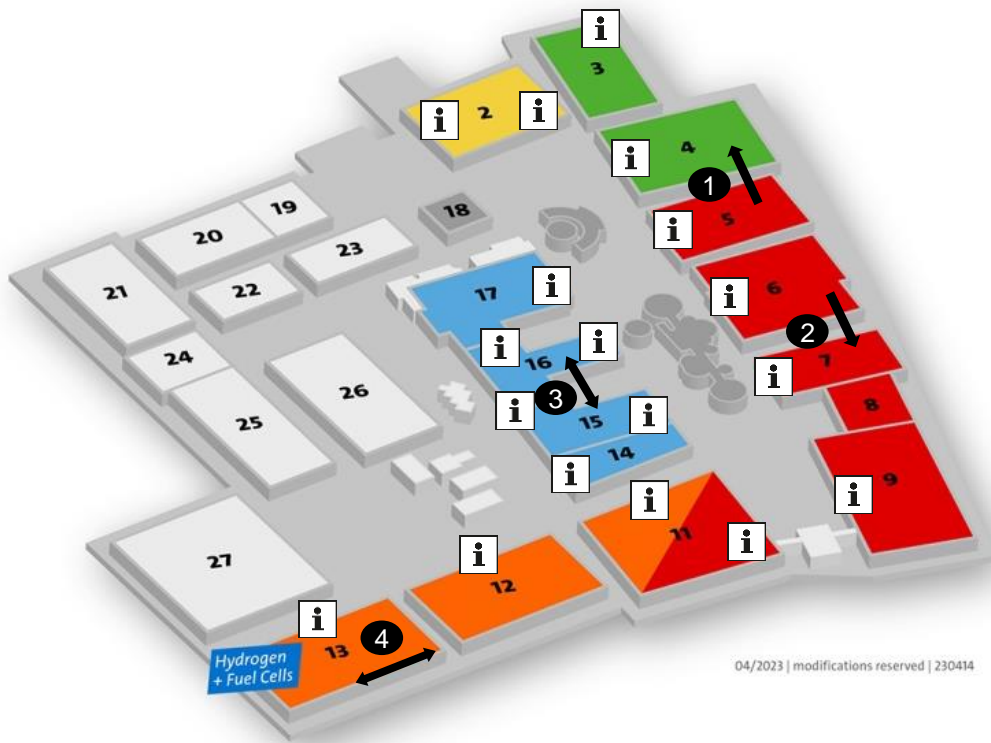 i
3
i
2
i
i
4
1
i
5
19
20
18
23
i
6
i
21
22
17
i
2
i
16
i
7
i
24
3
8
26
i
15
i
25
14
i
9
i
i
11
i
27
i
12
i
13
4
Hydrogen
+ Fuel Cells
04/2023 | modifications reserved | 230414